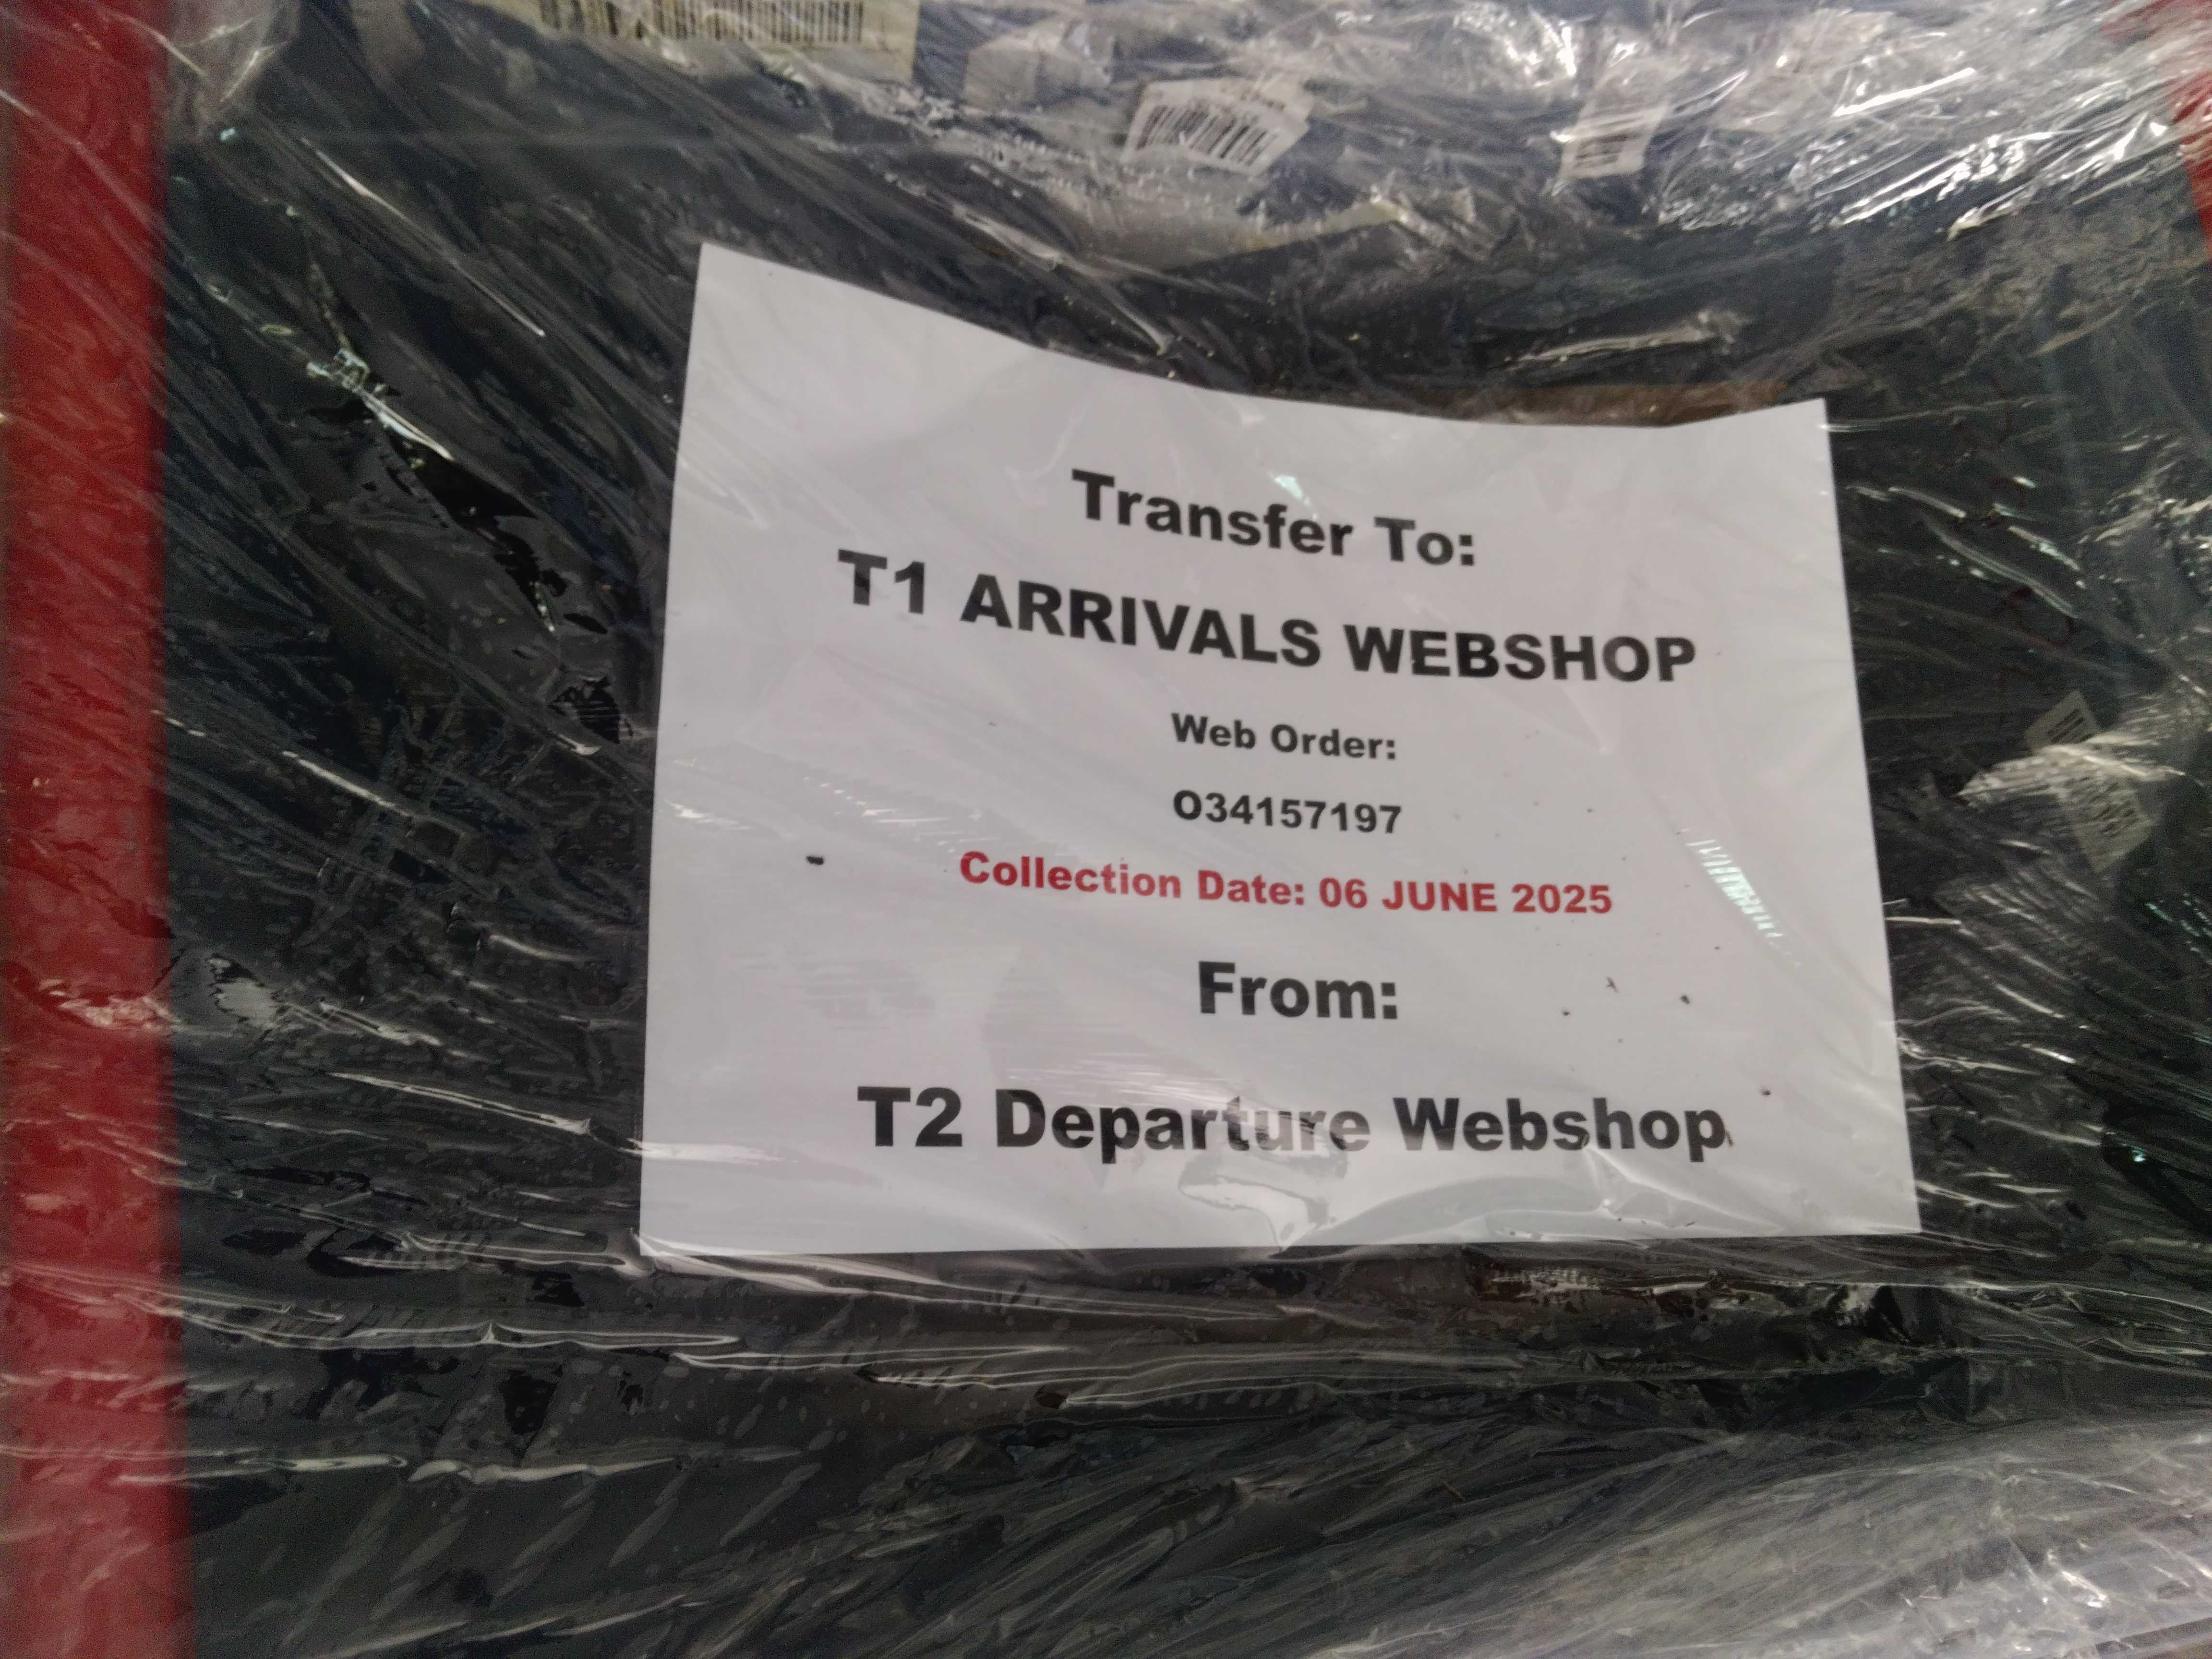 Transfer To:
T1 ARRIVALS WEBSHOP
Web Order:
O34157197
Collection Date: 06 JUNE 2025
From:
T2 Departure Webshop